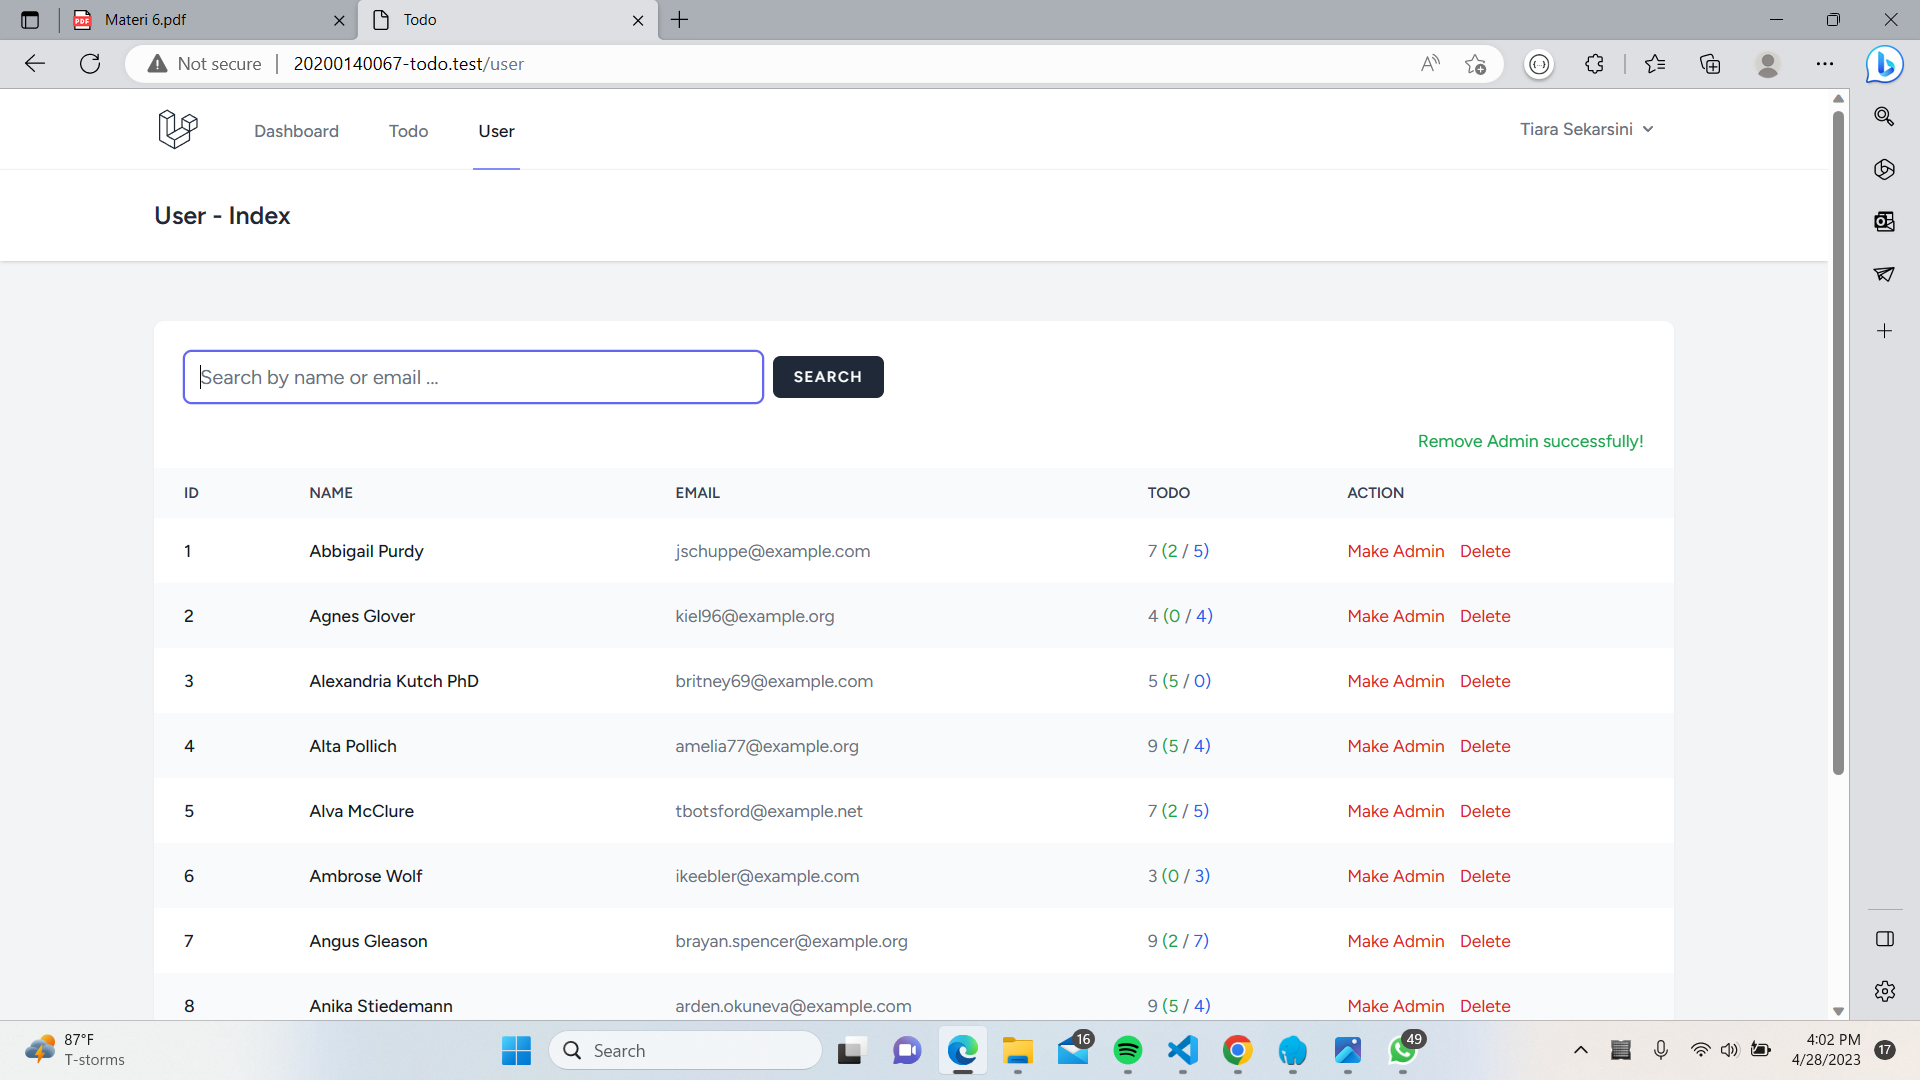 Materi 6.pdf
Todo
Not secure
20200140067-todo.test/user
Dashboard
Todo
User
Tiara Sekarsini
User - Index
Search by name or email ...
SEARCH
Remove Admin successfully!
ID NAME EMAIL TODO ACTION
1 Abbigail Purdy jschuppe@example.com 7 (2 / 5) Make Admin Delete
2 Agnes Glover kiel96@example.org 4 (0 / 4) Make Admin Delete
3 Alexandria Kutch PhD britney69@example.com 5 (5 / 0) Make Admin Delete
4 Alta Pollich amelia77@example.org 9 (5 / 4) Make Admin Delete
5 Alva McClure tbotsford@example.net 7 (2 / 5) Make Admin Delete
6 Ambrose Wolf ikeebler@example.com 3 (0 / 3) Make Admin Delete
7 Angus Gleason brayan.spencer@example.org 9 (2 / 7) Make Admin Delete
8 Anika Stiedemann arden.okuneva@example.com 9 (5 / 4) Make Admin Delete
87°F
T-storms
Search
16
49
4:02 PM
4/28/2023
17